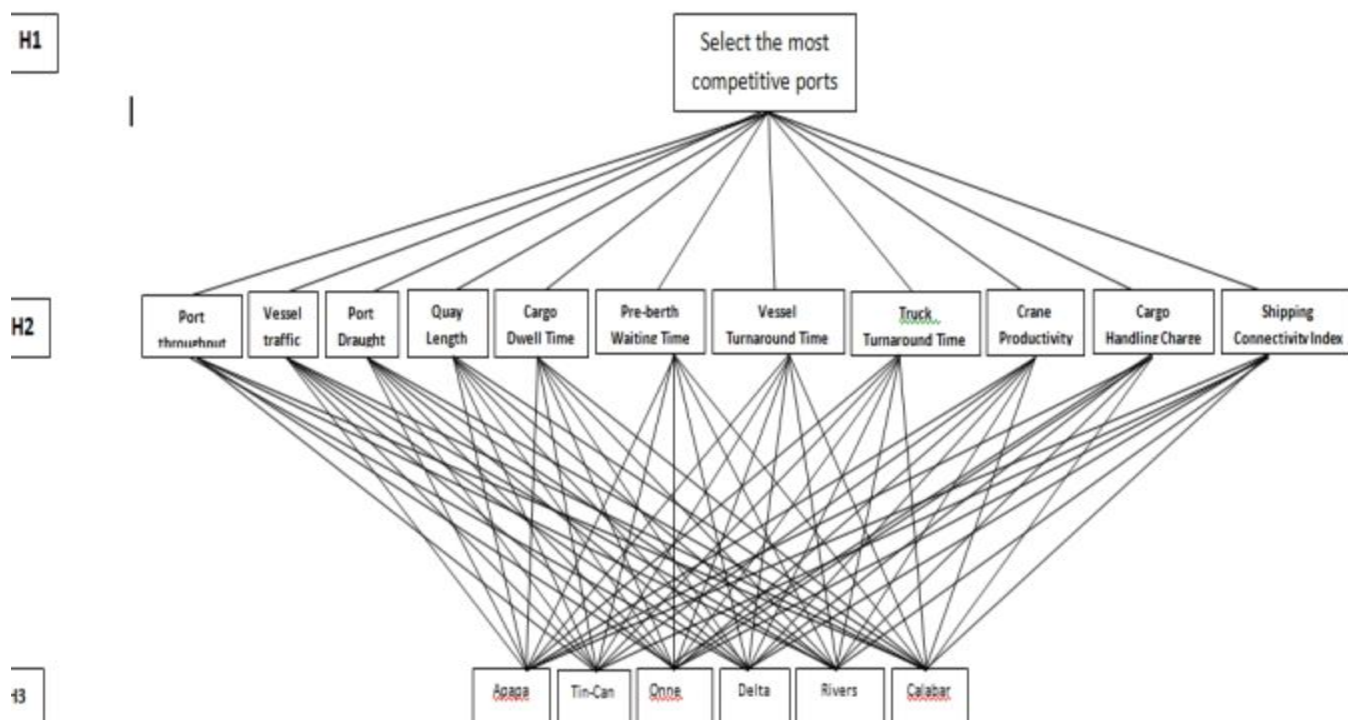 H1
Select the most
competitive ports
H2
Port
throughput
Vessel
traffic
Port
Draught
Quay
Length
Cargo
Dwell Time
Pre-berth
Waiting Time
Vessel
Turnaround Time
Truck
Turnaround Time
Crane
Productivity
Cargo
Handling Charge
Shipping
Connectivity Index
H3
Apapa
Tin-Can
Onne
Delta
Rivers
Calabar